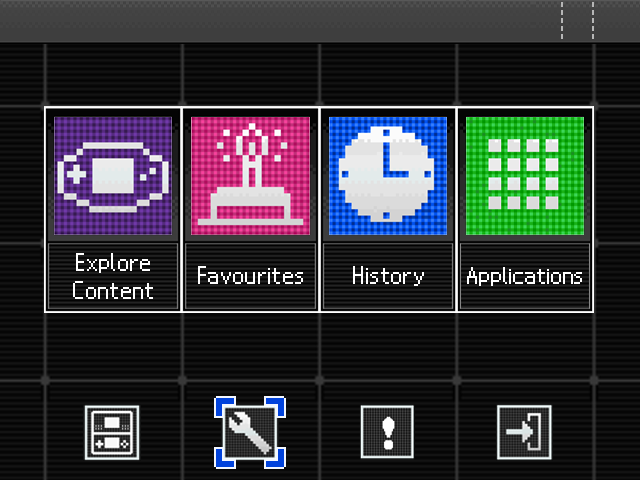 Explore
Content
Favourites
History
Applications